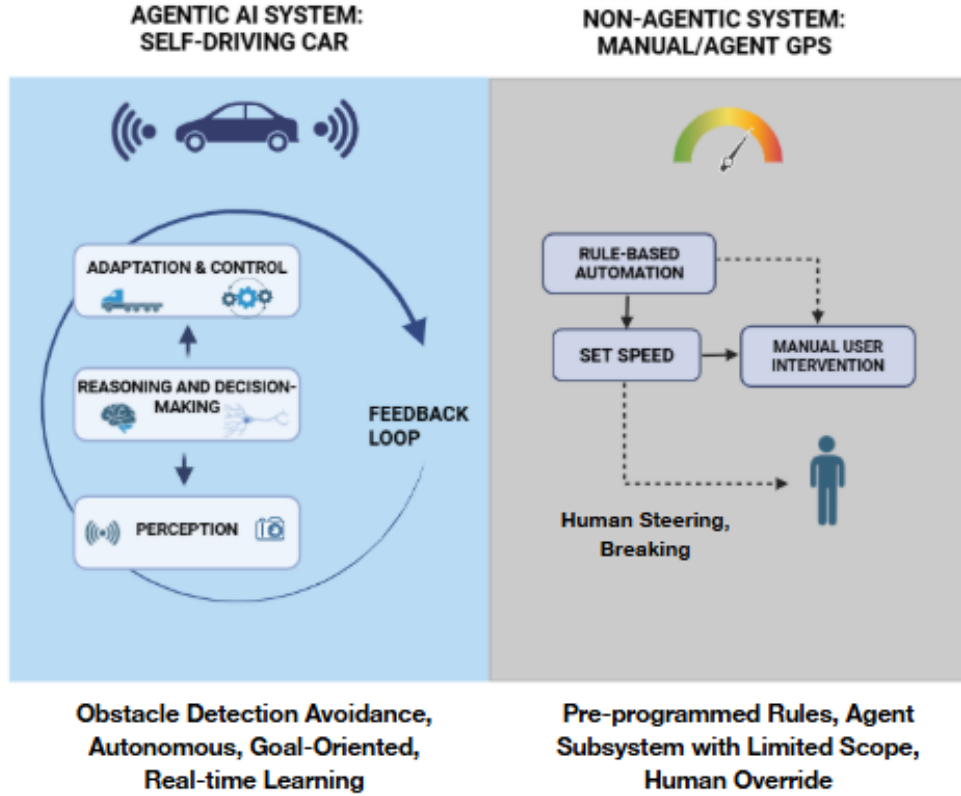 AGENTIC AI SYSTEM:
SELF-DRIVING CAR
NON-AGENTIC SYSTEM:
MANUAL/AGENT GPS
ADAPTATION & CONTROL
REASONING AND DECISION-
MAKING
PERCEPTION
FEEDBACK
LOOP
RULE-BASED
AUTOMATION
SET SPEED
MANUAL USER
INTERVENTION
Human Steering,
Breaking
Obstacle Detection Avoidance,
Autonomous, Goal-Oriented,
Real-time Learning
Pre-programmed Rules, Agent
Subsystem with Limited Scope,
Human Override